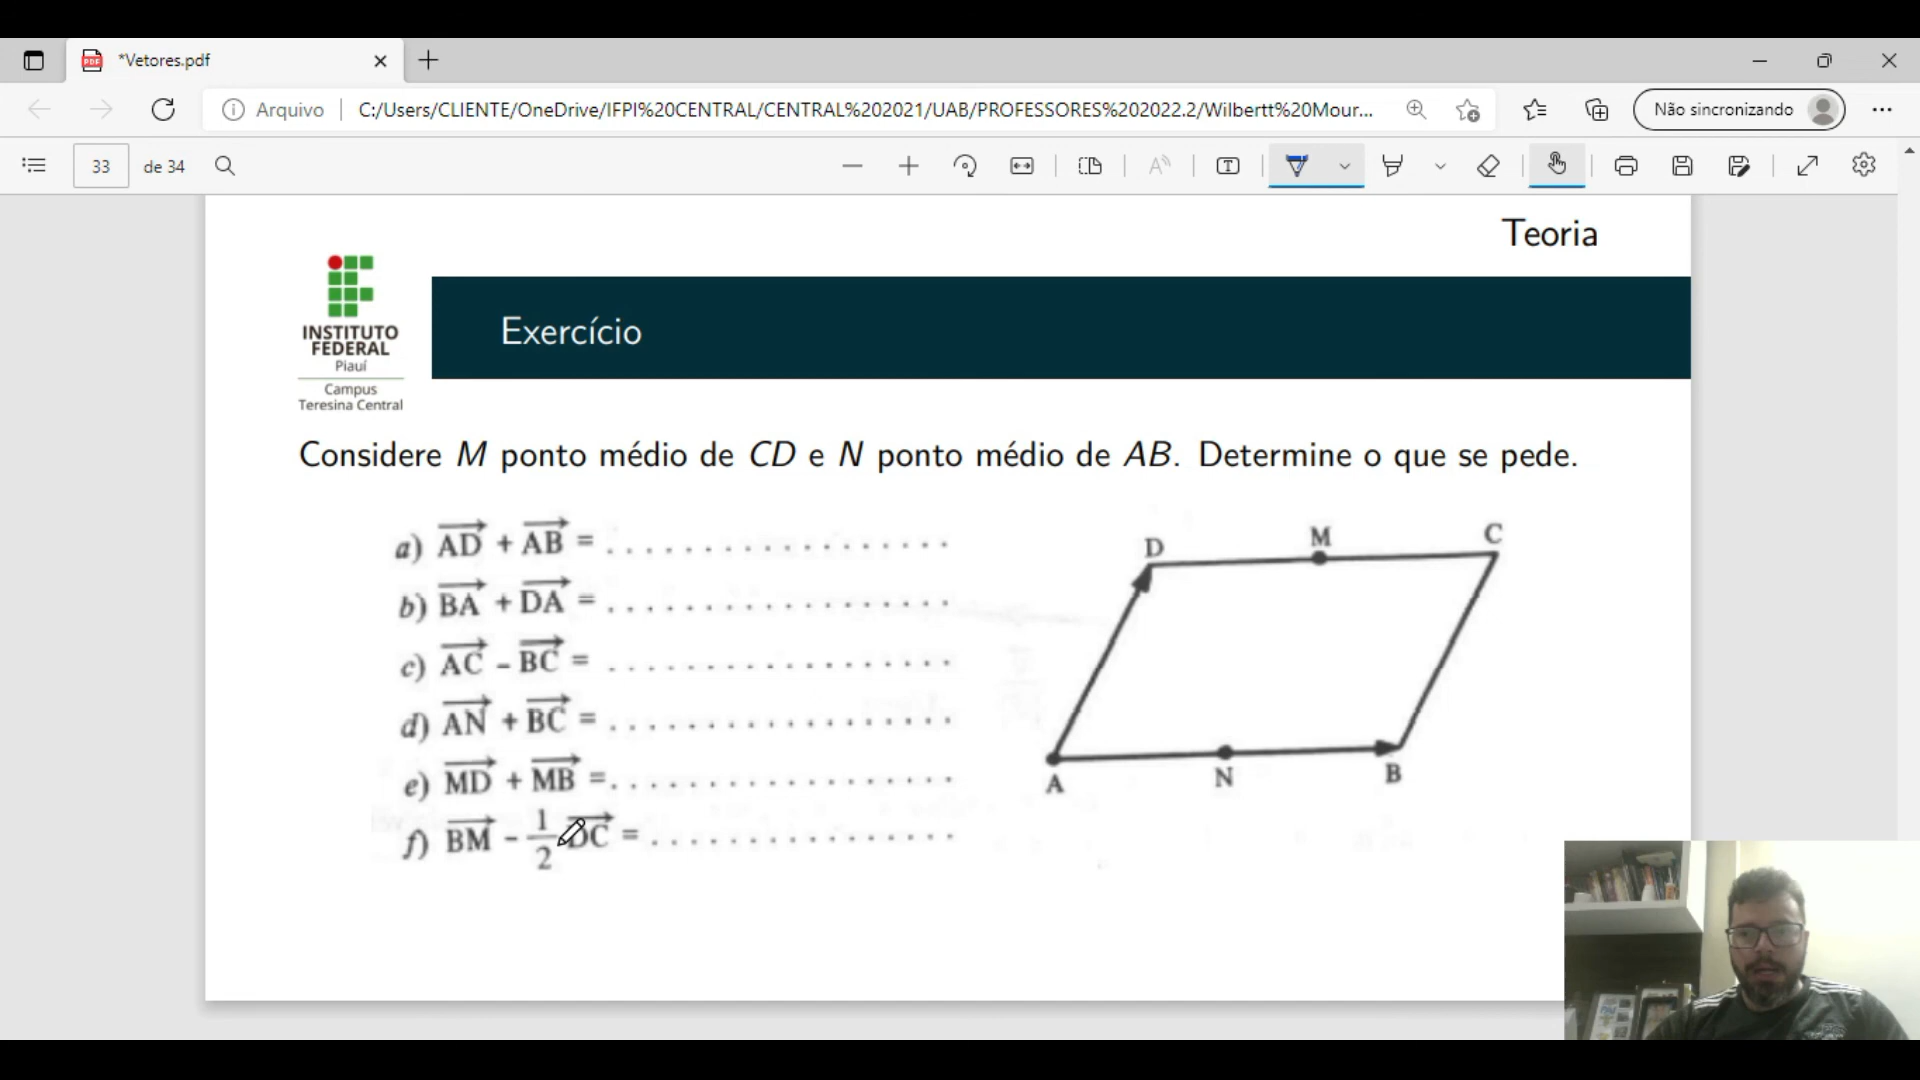 *Vetores.pdf
Arquivo
C:/Users/CLIENTE/OneDrive/IFPI%20CENTRAL/CENTRAL%202021/UAB/PROFESSORES%202022.2/Wilbertt%20Mour...
Não sincronizando
33 de 34
Teoria
INSTITUTO
FEDERAL
Piauí
Campus
Teresina Central
Exercício
Considere M ponto médio de CD e N ponto médio de AB. Determine o que se pede.
a) AD + AB = ..................
b) BA + DA = ..................
c) AC – BC = ..................
d) AN + BC = ..................
e) MD + MB = ..................
f) BM – 1/2 DC = ................
D M C
A N B